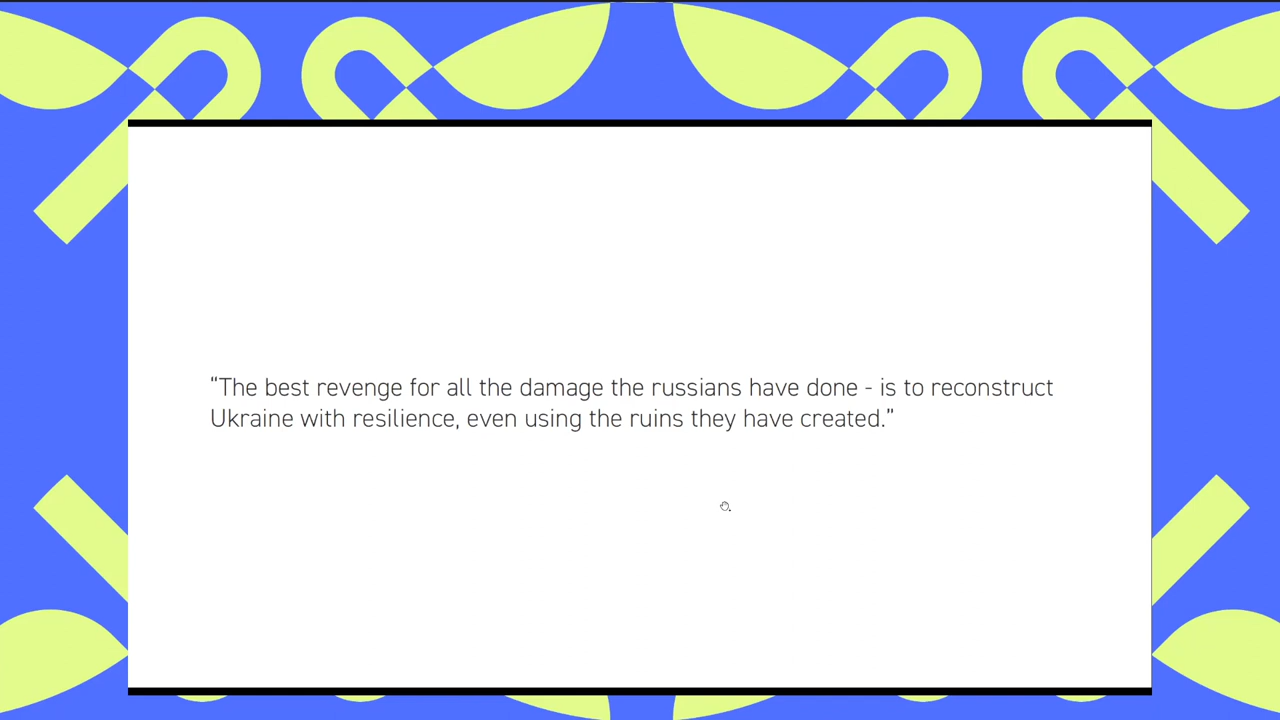 “The best revenge for all the damage the russians have done - is to reconstruct
Ukraine with resilience, even using the ruins they have created.”